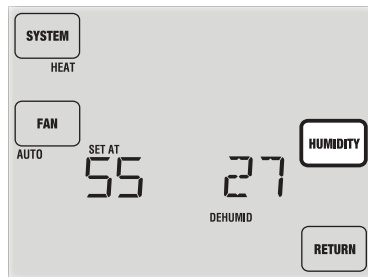 SYSTEM
HEAT
FAN
AUTO
SET AT
55
27
HUMIDITY
DEHUMID
RETURN